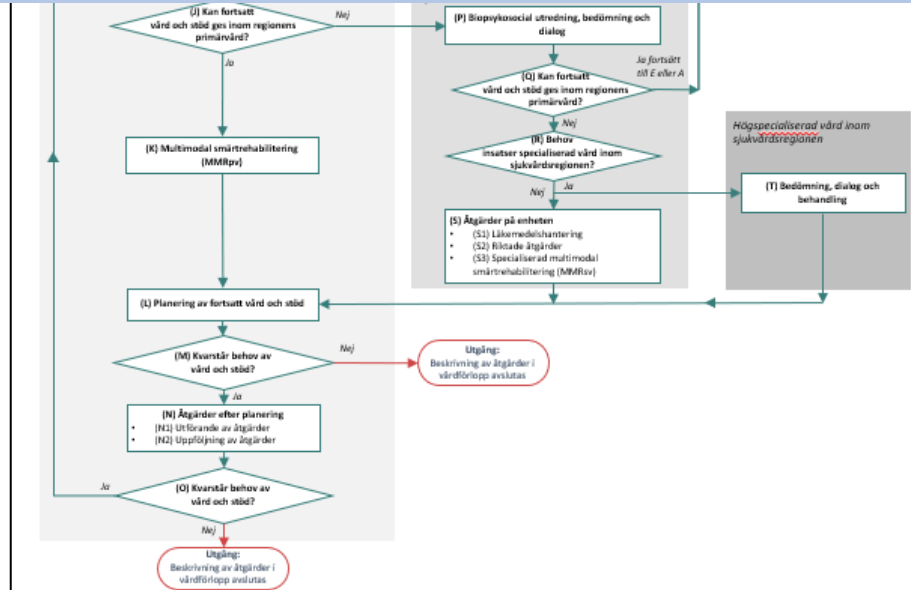 (J) Kan fortsatt
vård och stöd ges inom regionens
primärvård?
Nej
Ja
(P) Biopsykosocial utredning, bedömning och
dialog
Ja fortsätt
till E eller A
(Q) Kan fortsatt
vård och stöd ges inom regionens
primärvård?
Nej
(K) Multimodal smärtrehabilitering
(MMRpv)
(R) Behov
insatser specialiserad vård inom
sjukvårdsregionen?
Nej
Ja
Högspecialiserad vård inom
sjukvårdsregionen
(T) Bedömning, dialog och
behandling
(S) Åtgärder på enheten
• (S1) Läkemedelshantering
• (S2) Riktade åtgärder
• (S3) Specialiserad multimodal
smärtrehabilitering (MMRsv)
(L) Planering av fortsatt vård och stöd
(M) Kvarstår behov av
vård och stöd?
Nej
Ja
Utgång:
Beskrivning av åtgärder i
vårdförlopp avslutas
(N) Åtgärder efter planering
• (N1) Utförande av åtgärder
• (N2) Uppföljning av åtgärder
Ja
(O) Kvarstår behov av
vård och stöd?
Nej
Utgång:
Beskrivning av åtgärder i
vårdförlopp avslutas